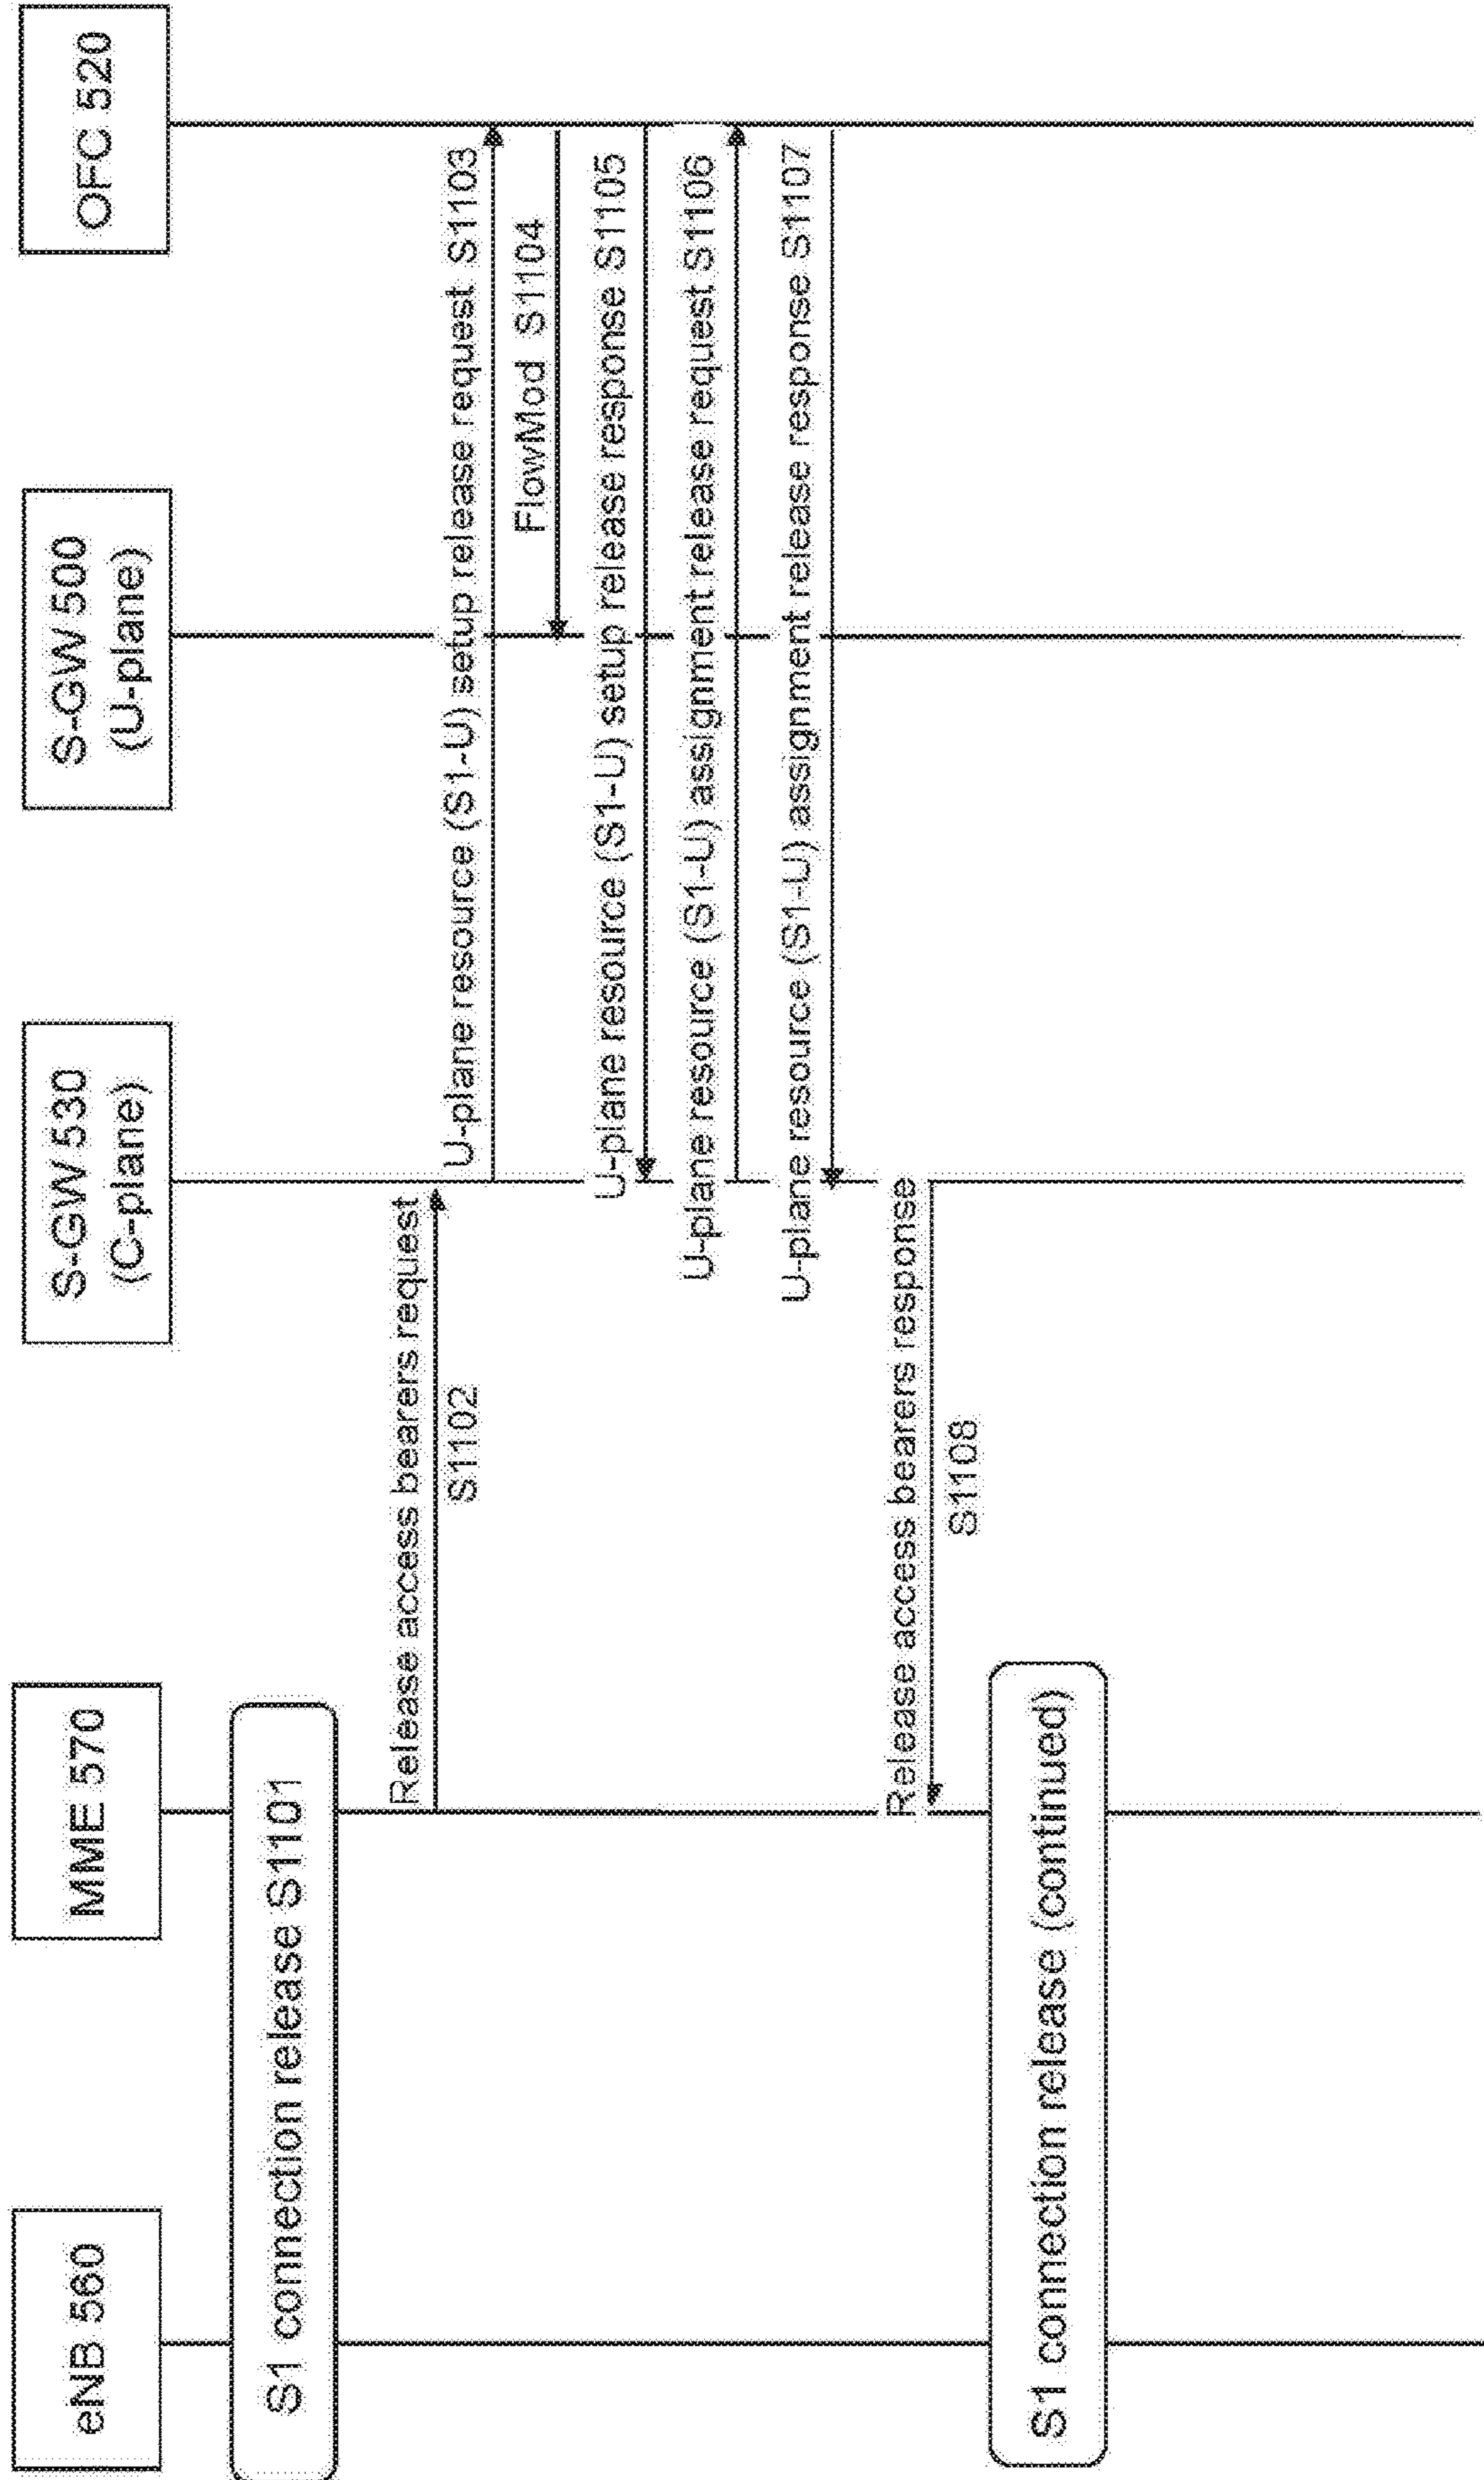 eNB 560
MME 570
S-GW 530
(C-plane)
S-GW 500
(U-plane)
OFC 520
S1 connection release S1101
Release access bearers request
S1102
U-plane resource (S1-U) setup release request S1103
FlowMod S1104
U-plane resource (S1-U) setup release response S1105
U-plane resource (S1-U) assignment release request S1106
U-plane resource (S1-U) assignment release response S1107
Release access bearers response
S1108
S1 connection release (continued)